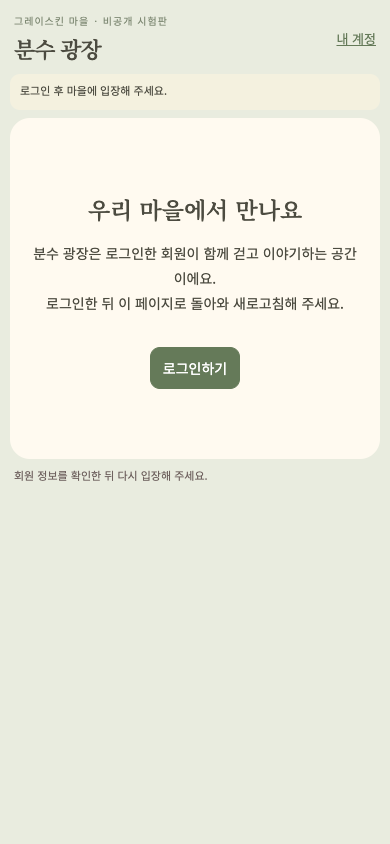 그레이스킨 마을 · 비공개 시험판
분수 광장
내 계정
로그인 후 마을에 입장해 주세요.
우리 마을에서 만나요
분수 광장은 로그인한 회원이 함께 걷고 이야기하는 공간
이에요.
로그인한 뒤 이 페이지로 돌아와 새로고침해 주세요.
로그인하기
회원 정보를 확인한 뒤 다시 입장해 주세요.